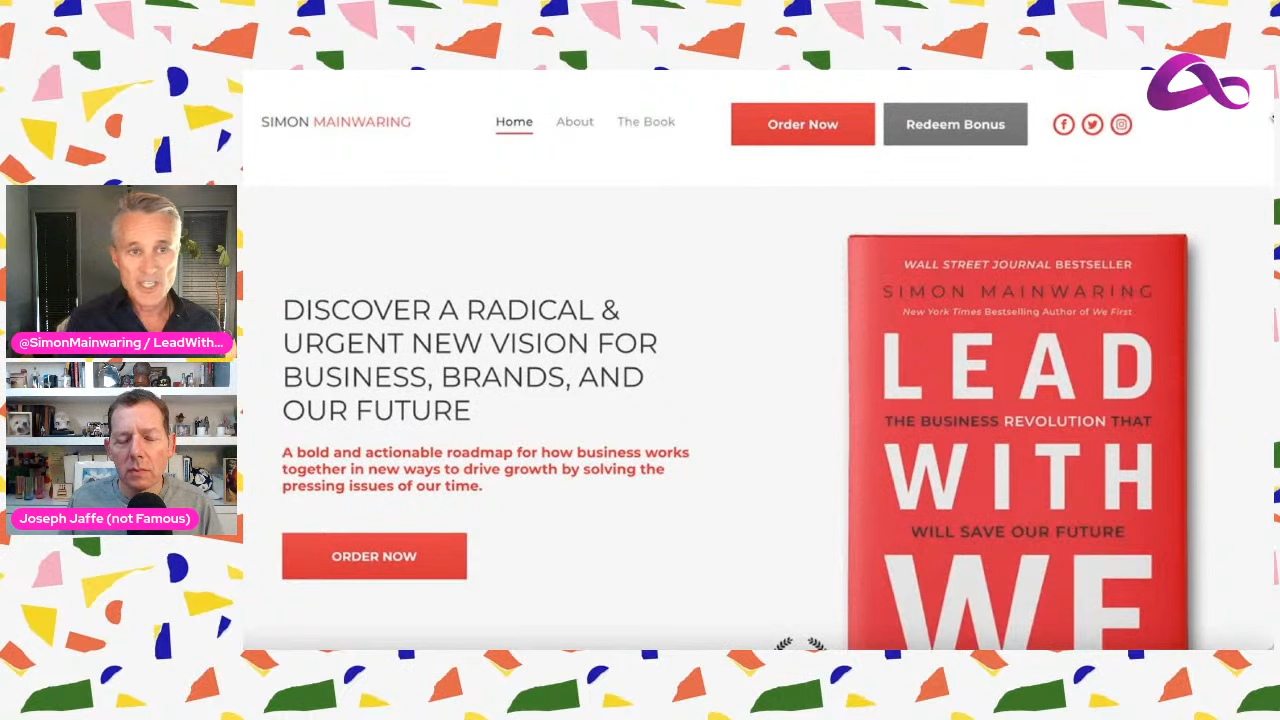 SIMON MAINWARING
Home
About
The Book
Order Now
Redeem Bonus
@SimonMainwaring / LeadWith...
Joseph Jaffe (not Famous)
DISCOVER A RADICAL &
URGENT NEW VISION FOR
BUSINESS, BRANDS, AND
OUR FUTURE
A bold and actionable roadmap for how business works
together in new ways to drive growth by solving the
pressing issues of our time.
ORDER NOW
WALL STREET JOURNAL BESTSELLER
SIMON MAINWARING
New York Times Bestselling Author of We First
LEAD
THE BUSINESS REVOLUTION THAT
WITH
WILL SAVE OUR FUTURE
WE